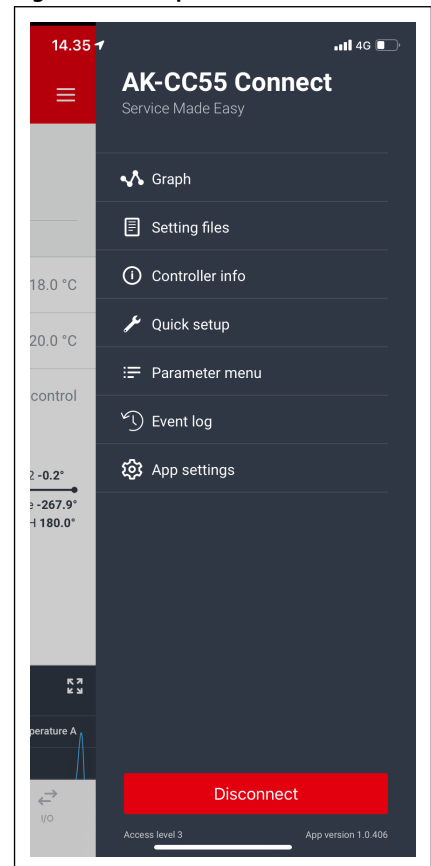 14.35
4G
AK-CC55 Connect
Service Made Easy
Graph
Setting files
Controller info
Quick setup
Parameter menu
Event log
App settings
18.0 °C
20.0 °C
control
2 -0.2°
e -267.9°
H 180.0°
perature A
I/O
Disconnect
Access level 3
App version 1.0.406